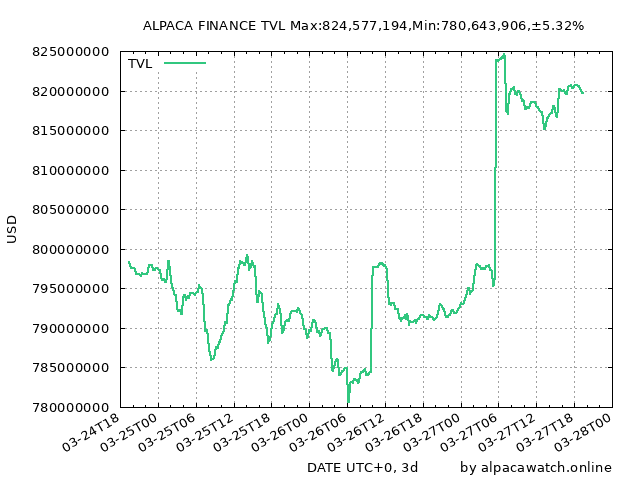 ALPACA FINANCE TVL Max:824,577,194,Min:780,643,906,±5.32%
TVL
825000000
820000000
815000000
810000000
805000000
800000000
795000000
790000000
785000000
780000000
USD
03-24T18
03-25T00
03-25T06
03-25T12
03-25T18
03-26T00
03-26T06
03-26T12
03-26T18
03-27T00
03-27T06
03-27T12
03-27T18
03-28T00
DATE UTC+0, 3d
by alpacawatch.online